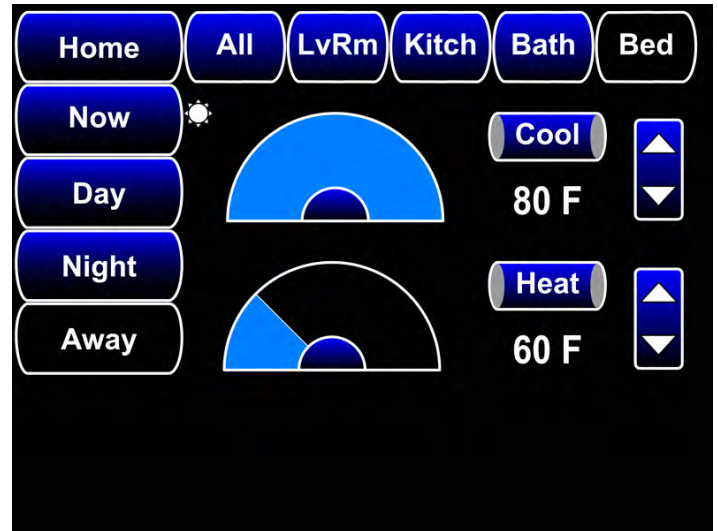 Home All LvRm Kitch Bath Bed
Now
Cool
Day
80 F
Night
Heat
Away
60 F